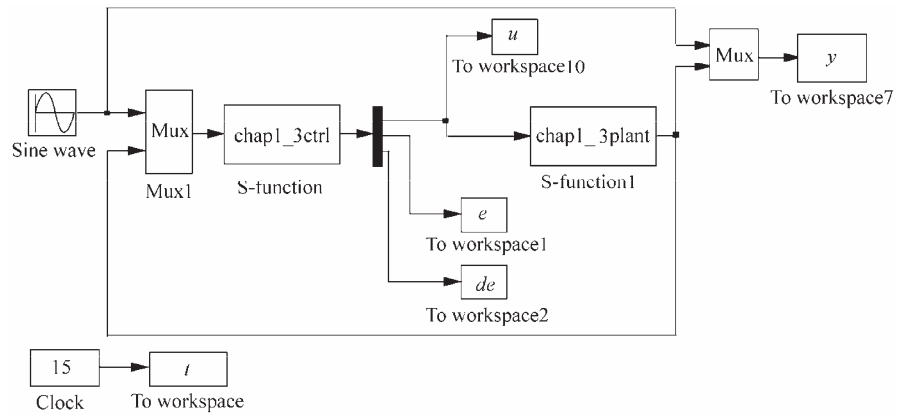 u
To workspace10
Mux
y
To workspace7
Sine wave
Mux
Mux1
chap1_3ctrl
S-function
chap1_3plant
S-function1
e
To workspace1
de
To workspace2
15
Clock
t
To workspace